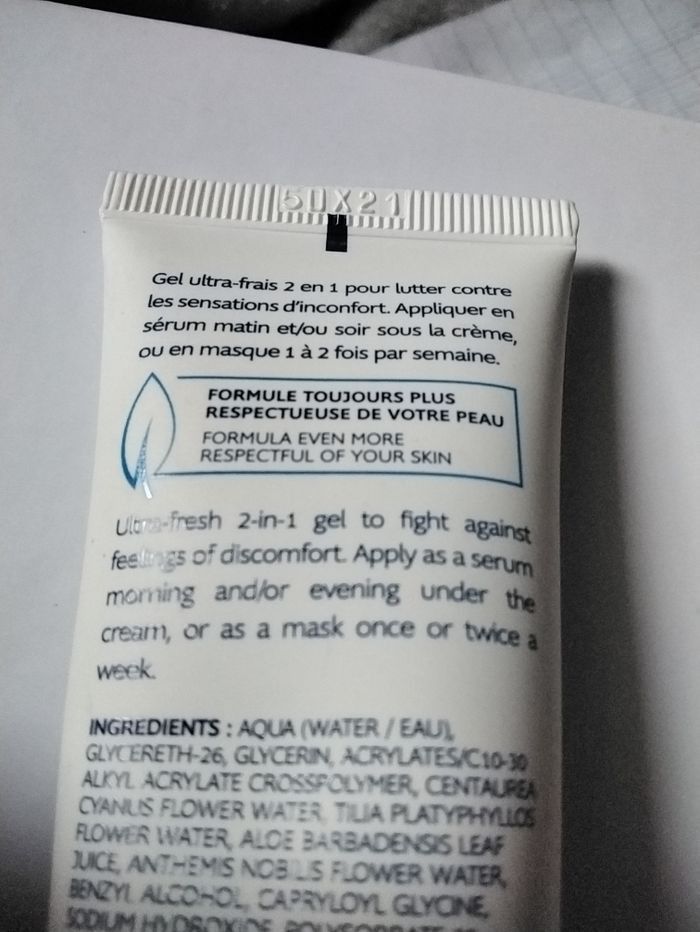 50X21
Gel ultra-frais 2 en 1 pour lutter contre
les sensations d'inconfort. Appliquer en
sérum matin et/ou soir sous la crème,
ou en masque 1 à 2 fois par semaine.
FORMULE TOUJOURS PLUS
RESPECTUEUSE DE VOTRE PEAU
FORMULA EVEN MORE
RESPECTFUL OF YOUR SKIN
Ultra-fresh 2-in-1 gel to fight against
feelings of discomfort. Apply as a serum
morning and/or evening under the
cream, or as a mask once or twice a
week.
INGREDIENTS : AQUA (WATER / EAU),
GLYCERETH-26, GLYCERIN, ACRYLATES/C10-30
ALKYL ACRYLATE CROSSPOLYMER, CENTAUREA
CYANUS FLOWER WATER, TILIA PLATYPHYLLOS
FLOWER WATER, ALOE BARBADENSIS LEAF
JUICE, ANTHEMIS NOBILIS FLOWER WATER,
BENZYL ALCOHOL, CAPRYLOYL GLYCINE,
SODIUM HYDROXIDE,